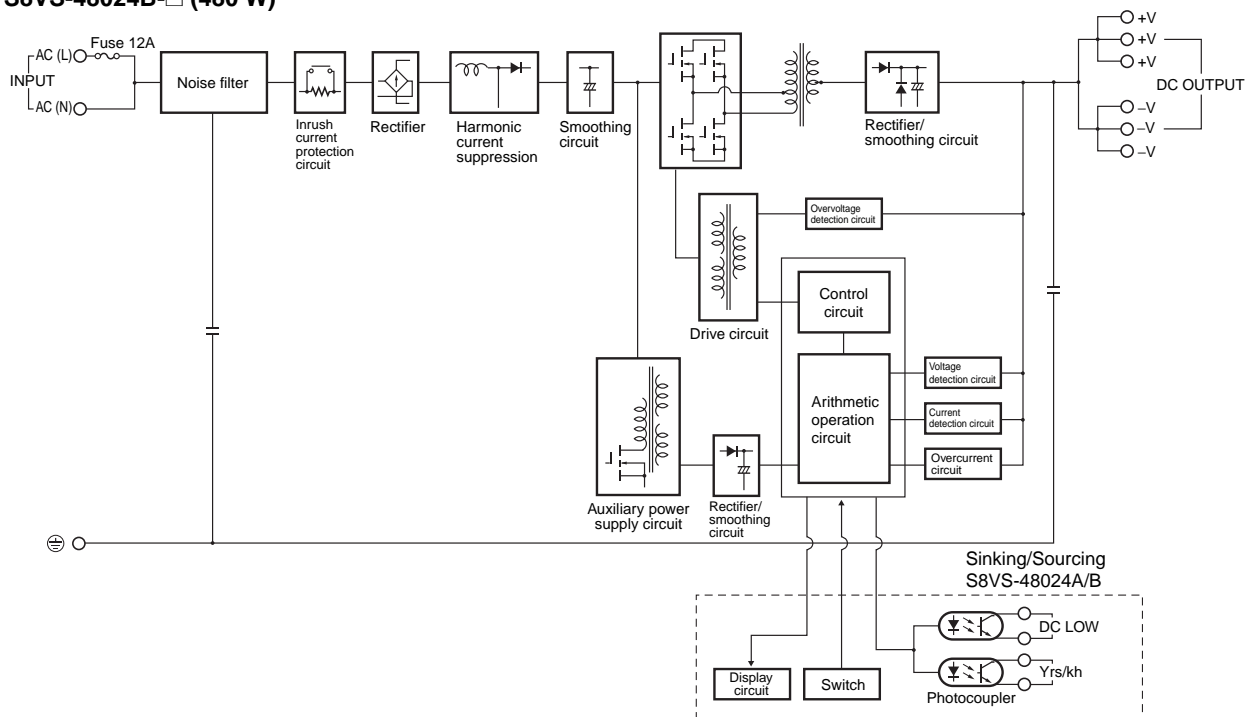 S8VS-48024B-□ (480 W)
AC (L)
Fuse 12A
INPUT
AC (N)
Noise filter
Inrush
current
protection
circuit
Rectifier
Harmonic
current
suppression
Smoothing
circuit
Rectifier/
smoothing circuit
+V
+V
+V
DC OUTPUT
–V
–V
–V
Overvoltage
detection circuit
Drive circuit
Control
circuit
Arithmetic
operation
circuit
Voltage
detection circuit
Current
detection circuit
Overcurrent
circuit
Auxiliary power
supply circuit
Rectifier/
smoothing
circuit
Sinking/Sourcing
S8VS-48024A/B
Display
circuit
Switch
DC LOW
Yrs/kh
Photocoupler